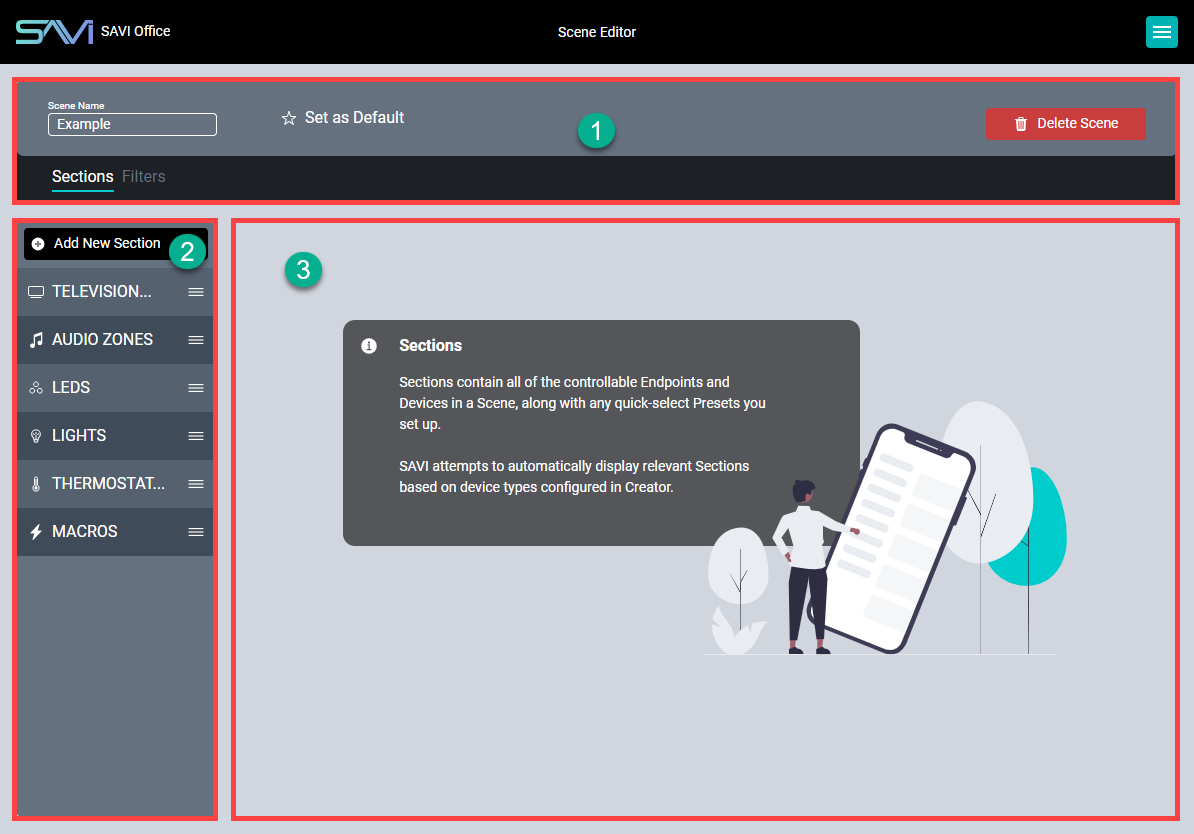 SAVI SAVI Office
Scene Editor
Scene Name
Example
Set as Default
1
Delete Scene
Sections Filters
Add New Section
2
TELEVISION...
AUDIO ZONES
LEDS
LIGHTS
THERMOSTAT...
MACROS
3
Sections
Sections contain all of the controllable Endpoints and
Devices in a Scene, along with any quick-select Presets you
set up.
SAVI attempts to automatically display relevant Sections
based on device types configured in Creator.